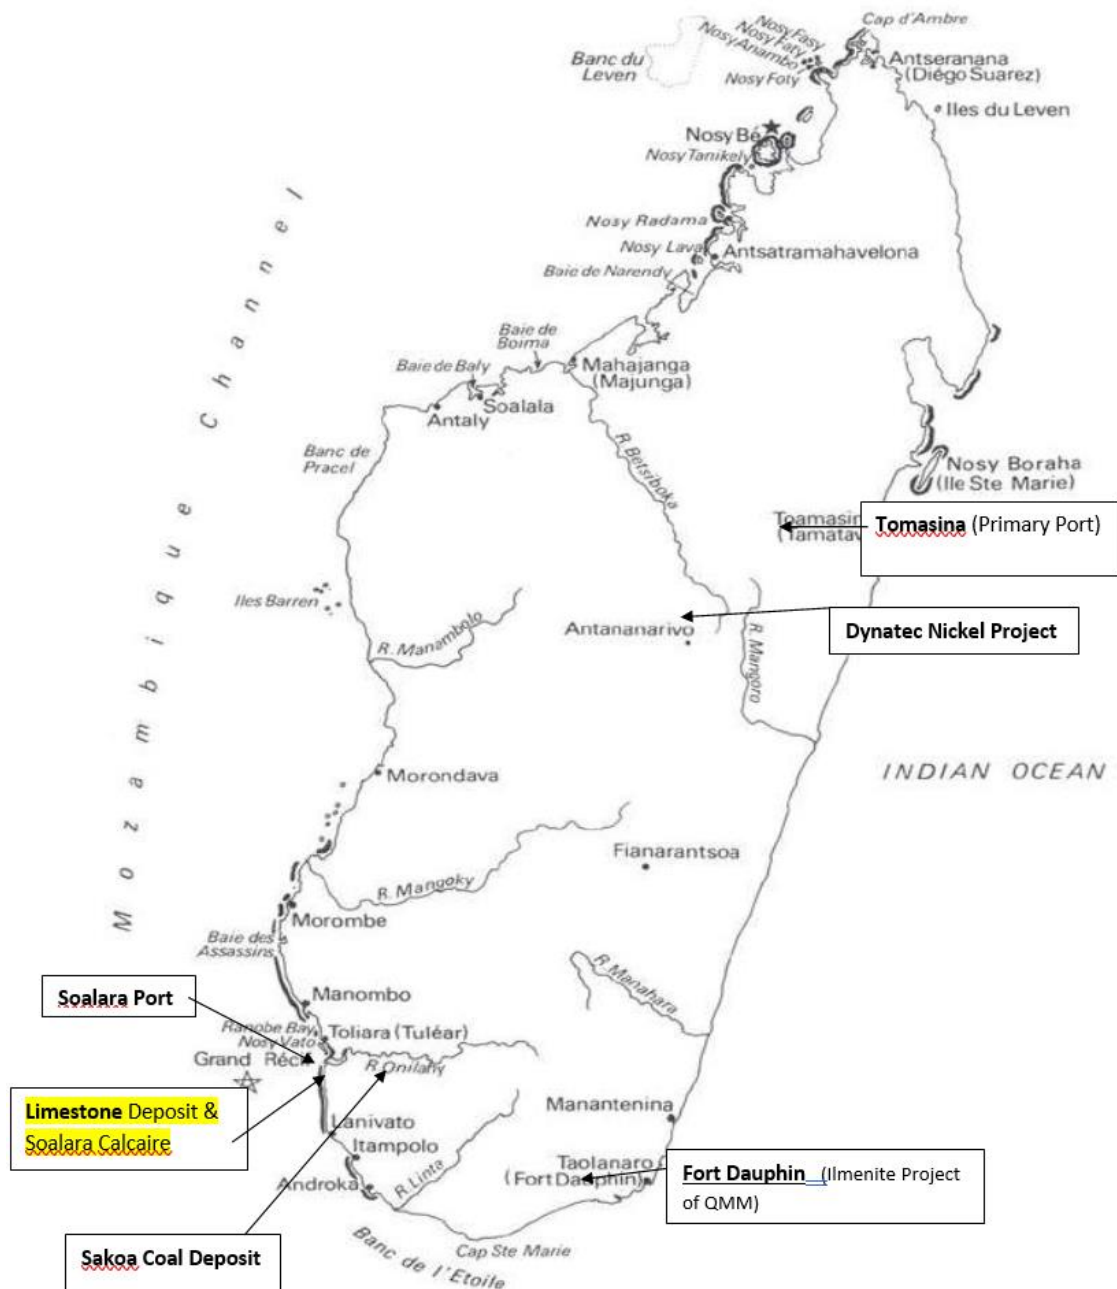 Cap d'Ambre
Nosy Fasy
Nosy Faty
Nosy Anambo
Nosy Foty
Banc du
Leven
Antseranana
(Diégo Suarez)
Iles du Leven
Nosy Bé
Nosy Tanikely
Nosy Radama
Nosy Lava
Antsatramahavelona
Baie de Narendy
Baie de
Boima
Baie de Baly
Mahajanga
(Majunga)
Soalala
Antaly
Banc de
Pracel
R. Betsiboka
Nosy Boraha
(Ile Ste Marie)
Toamasin
(Tamatav
Tomasina (Primary Port)
Mozambique Channel
Iles Barren
R. Manambolo
Antananarivo
R. Mangoro
Dynatec Nickel Project
Morondava
INDIAN OCEAN
Fianarantsoa
R. Mangoky
Morombe
Baie des
Assassins
R. Manahara
Soalara Port
Manombo
Ranobe Bay
Nosy Vato
Toliara (Tuléar)
Grand Réci
R. Onilahy
Limestone Deposit &
Soalara Calcaire
Lanivato
Itampolo
Manantenina
Taolanaro
(Fort Dauphin)
Fort Dauphin (Ilmenite Project
of QMM)
Androka
R. Linta
Sakoa Coal Deposit
Cap Ste Marie
Banc de l'Etoile